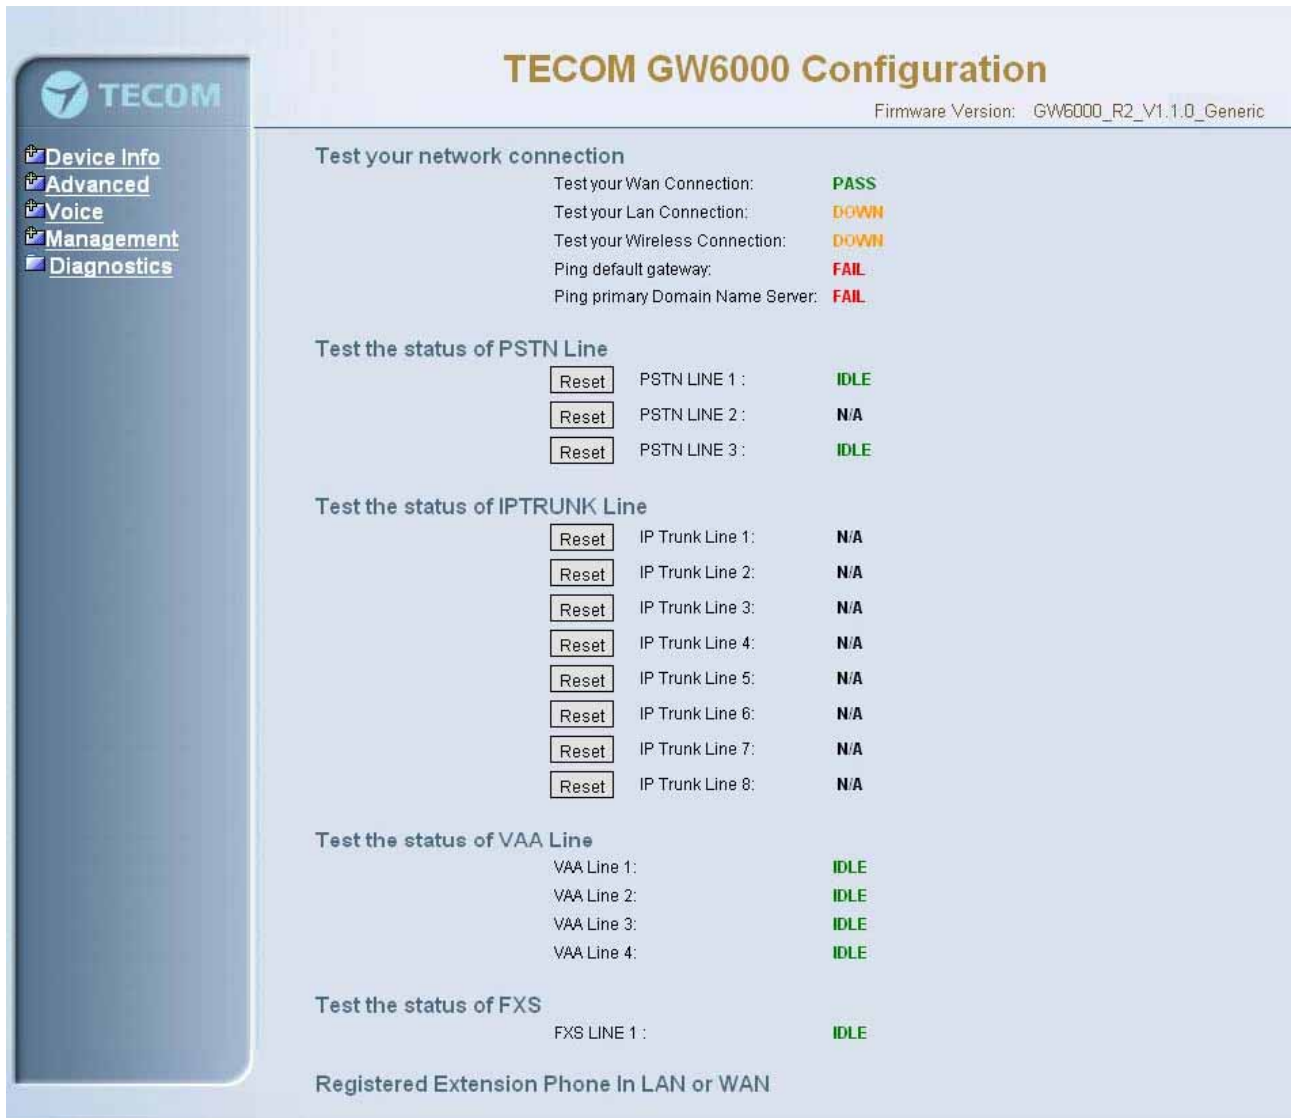 TECOM
TECOM GW6000 Configuration
Firmware Version: GW6000_R2_V1.1.0_Generic
Device Info
Advanced
Voice
Management
Diagnostics
Test your network connection
Test your Wan Connection: PASS
Test your Lan Connection: DOWN
Test your Wireless Connection: DOWN
Ping default gateway: FAIL
Ping primary Domain Name Server: FAIL
Test the status of PSTN Line
Reset PSTN LINE 1 : IDLE
Reset PSTN LINE 2 : N/A
Reset PSTN LINE 3 : IDLE
Test the status of IPTRUNK Line
Reset IP Trunk Line 1: N/A
Reset IP Trunk Line 2: N/A
Reset IP Trunk Line 3: N/A
Reset IP Trunk Line 4: N/A
Reset IP Trunk Line 5: N/A
Reset IP Trunk Line 6: N/A
Reset IP Trunk Line 7: N/A
Reset IP Trunk Line 8: N/A
Test the status of VAA Line
VAA Line 1: IDLE
VAA Line 2: IDLE
VAA Line 3: IDLE
VAA Line 4: IDLE
Test the status of FXS
FXS LINE 1 : IDLE
Registered Extension Phone In LAN or WAN